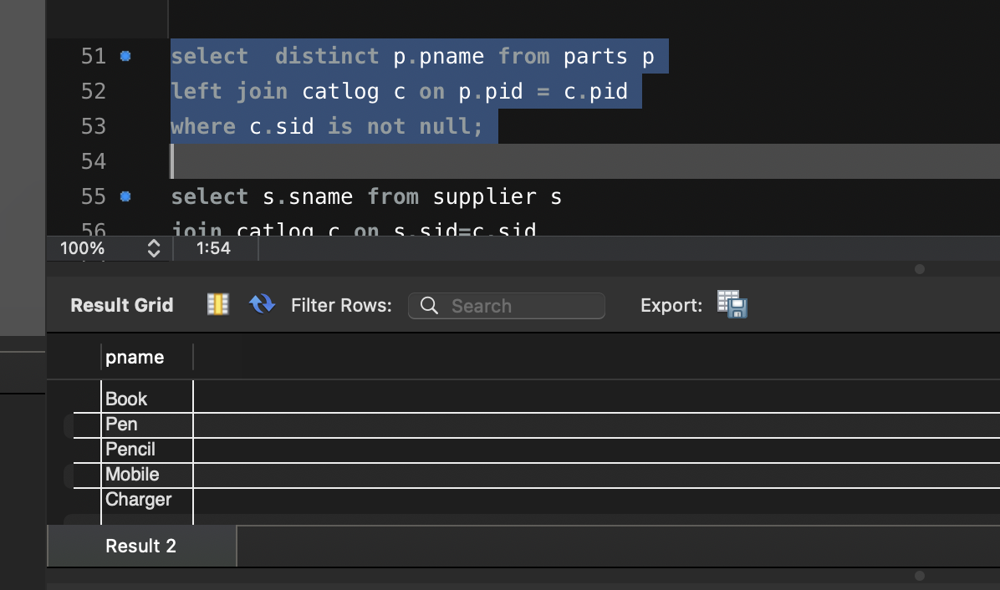 51 select  distinct p.pname from parts p
52 left join catlog c on p.pid = c.pid
53 where c.sid is not null;
54
55 select s.sname from supplier s
56 join catlog c on s.sid=c.sid
100% 1:54
Result Grid Filter Rows: Search Export:
pname
Book
Pen
Pencil
Mobile
Charger
Result 2